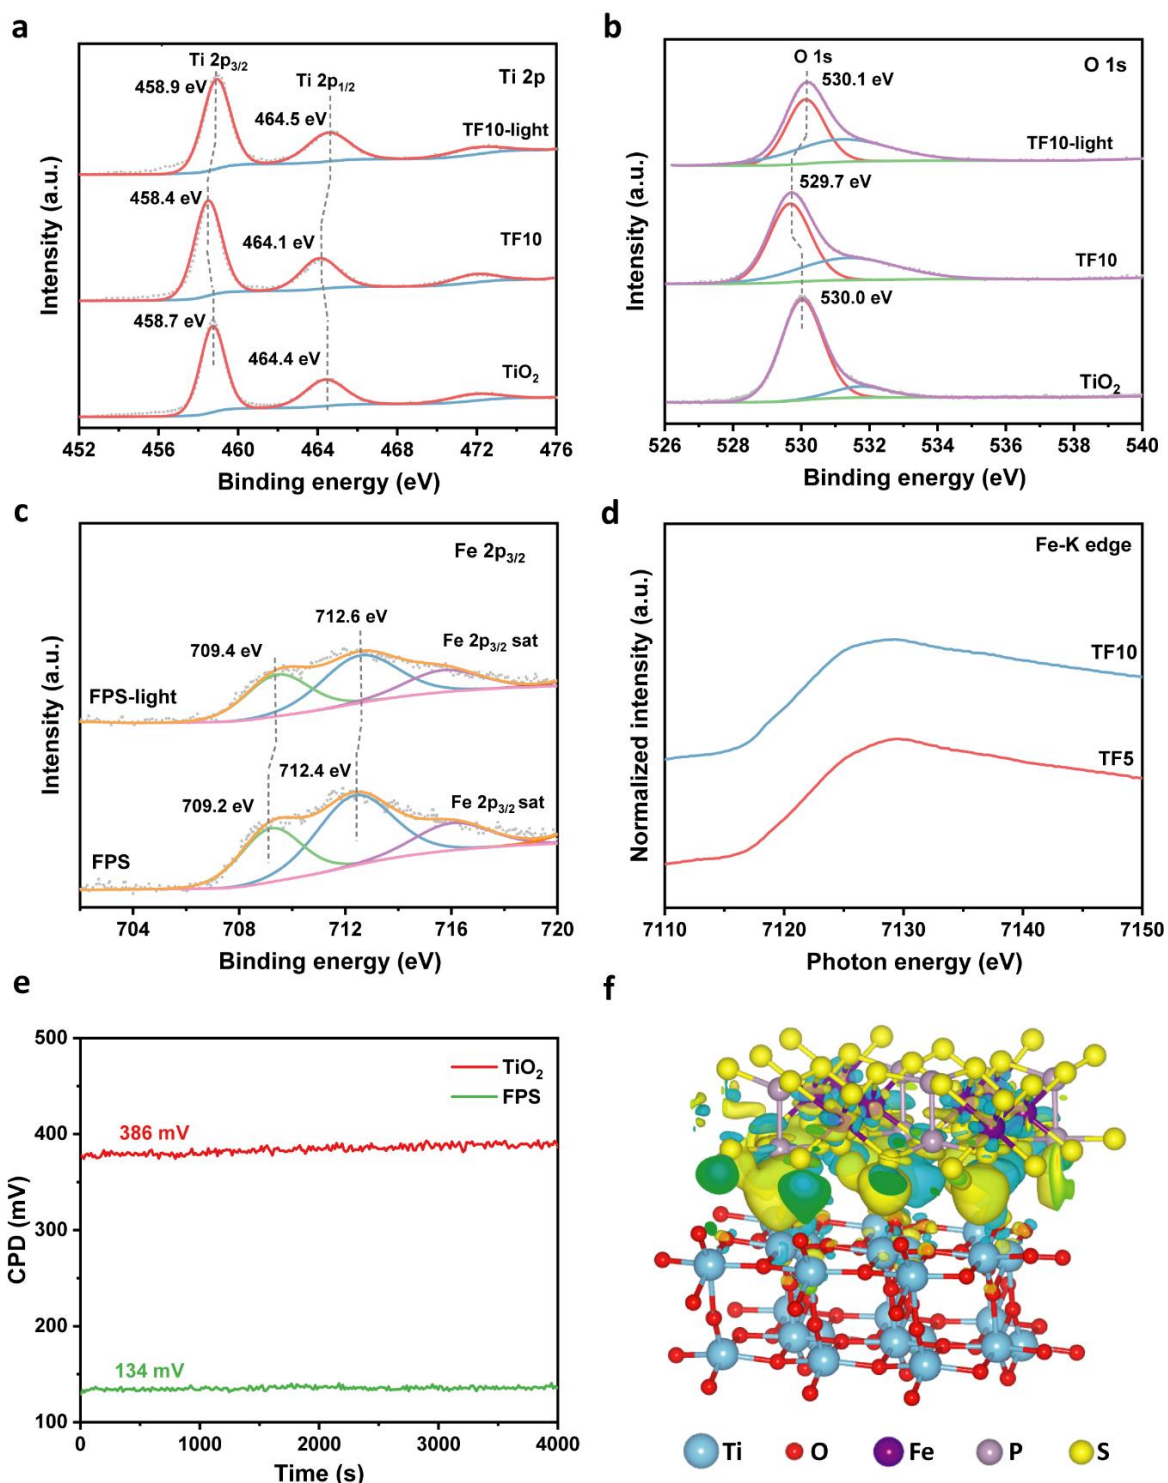 a
Ti 2p
Ti 2p3/2
458.9 eV
Ti 2p1/2
464.5 eV
TF10-light
458.4 eV
464.1 eV
TF10
458.7 eV
464.4 eV
TiO2
Intensity (a.u.)
452 456 460 464 468 472 476
Binding energy (eV)
b
O 1s
O 1s
530.1 eV
TF10-light
529.7 eV
TF10
530.0 eV
TiO2
Intensity (a.u.)
526 528 530 532 534 536 538 540
Binding energy (eV)
c
Fe 2p3/2
712.6 eV
709.4 eV
Fe 2p3/2 sat
FPS-light
712.4 eV
709.2 eV
Fe 2p3/2 sat
FPS
Intensity (a.u.)
704 708 712 716 720
Binding energy (eV)
d
Fe-K edge
TF10
TF5
Normalized intensity (a.u.)
7110 7120 7130 7140 7150
Photon energy (eV)
e
500
400
300
200
100
CPD (mV)
TiO2
FPS
386 mV
134 mV
0 1000 2000 3000 4000
Time (s)
f
Ti O Fe P S